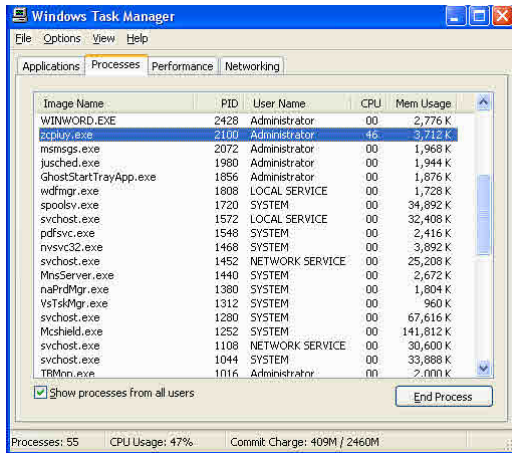 Windows Task Manager
File Options View Help
Applications Processes Performance Networking
Image Name PID User Name CPU Mem Usage
WINWORD.EXE 2428 Administrator 00 2,776 K
zcpiuy.exe 2100 Administrator 46 3,712 K
msmsgs.exe 2072 Administrator 00 1,968 K
jusched.exe 1980 Administrator 00 1,944 K
GhostStartTrayApp.exe 1856 Administrator 00 1,876 K
wdfmgr.exe 1808 LOCAL SERVICE 00 1,728 K
spoolsv.exe 1720 SYSTEM 00 34,892 K
svchost.exe 1572 LOCAL SERVICE 00 32,408 K
pdfsvc.exe 1548 SYSTEM 00 2,416 K
nvsvc32.exe 1468 SYSTEM 00 3,892 K
svchost.exe 1452 NETWORK SERVICE 00 25,208 K
MnsServer.exe 1440 SYSTEM 00 2,672 K
naPrdMgr.exe 1380 SYSTEM 00 1,804 K
VsTskMgr.exe 1312 SYSTEM 00 960 K
svchost.exe 1280 SYSTEM 00 67,616 K
Mcshield.exe 1252 SYSTEM 00 141,812 K
svchost.exe 1108 NETWORK SERVICE 00 30,600 K
svchost.exe 1044 SYSTEM 00 33,888 K
TBMon.exe 1016 Administrator 00 2,000 K
Show processes from all users End Process
Processes: 55 CPU Usage: 47% Commit Charge: 409M / 2460M